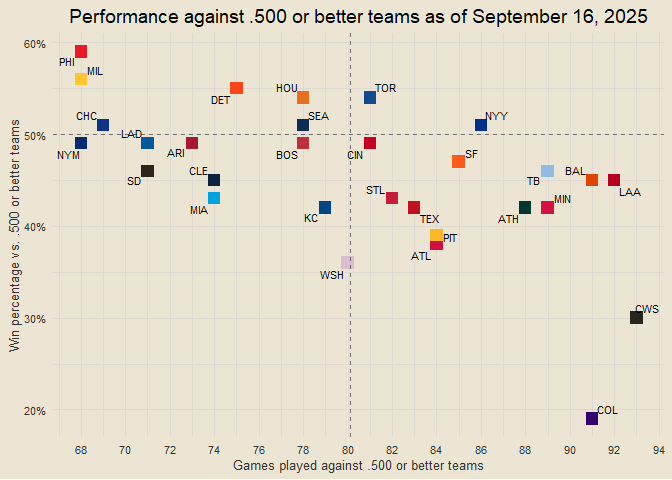 Performance against .500 or better teams as of September 16, 2025
Win percentage vs. .500 or better teams
60%
50%
40%
30%
20%
PHI
MIL
DET
HOU
TOR
CHC
SEA
NYY
LAD
NYM
ARI
BOS
CIN
SF
SD
CLE
TB
BAL
LAA
MIA
STL
KC
TEX
ATH
MIN
PIT
ATL
WSH
CWS
COL
68 70 72 74 76 78 80 82 84 86 88 90 92 94
Games played against .500 or better teams